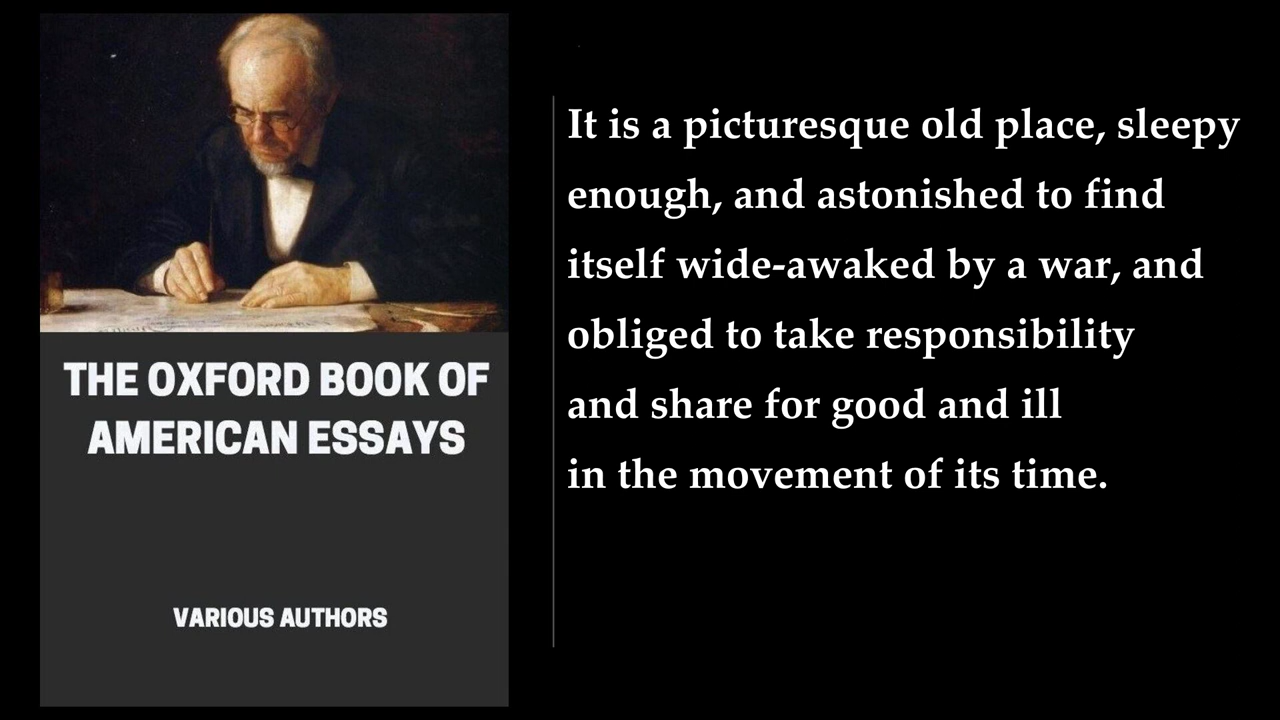 THE OXFORD BOOK OF
AMERICAN ESSAYS
VARIOUS AUTHORS
It is a picturesque old place, sleepy
enough, and astonished to find
itself wide-awaked by a war, and
obliged to take responsibility
and share for good and ill
in the movement of its time.